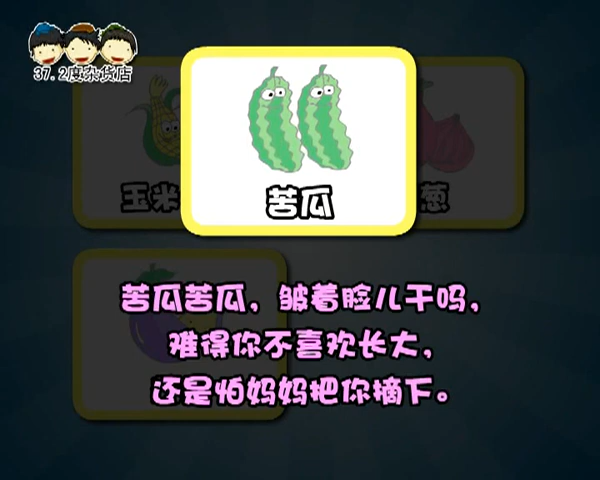 37.2度杂货店
玉米
苦瓜
葱
苦瓜苦瓜，皱着脸儿干吗，
难得你不喜欢长大，
还是怕妈妈把你摘下。